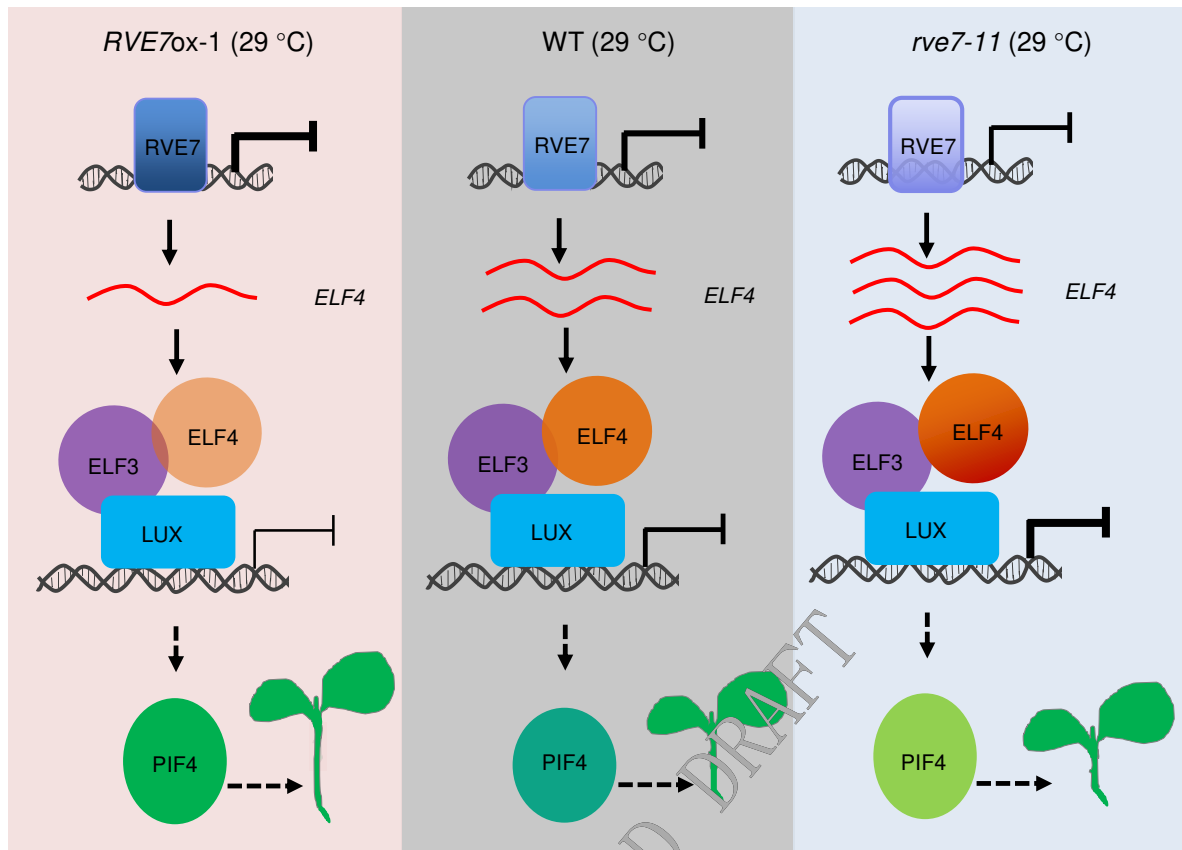 RVE7ox-1 (29 °C)
RVE7
ELF4
ELF3
ELF4
LUX
PIF4
WT (29 °C)
RVE7
ELF4
ELF3
ELF4
LUX
PIF4
rve7-11 (29 °C)
RVE7
ELF4
ELF3
ELF4
LUX
PIF4
D DRAFT